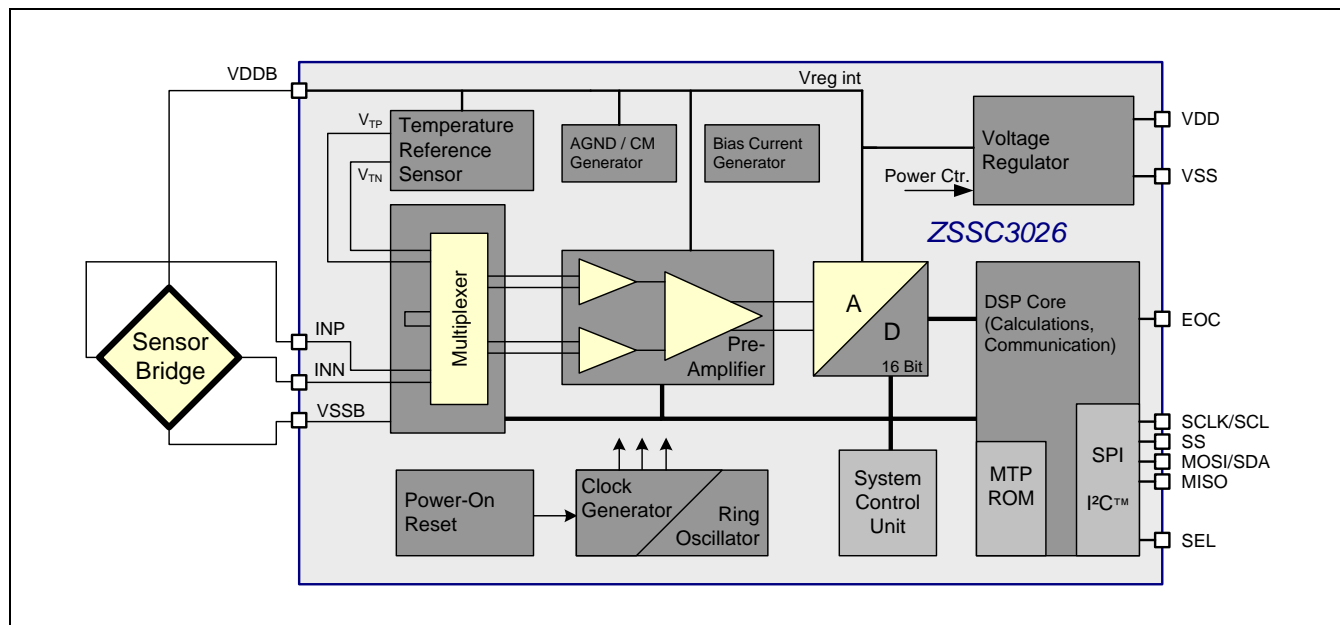 VDDB
Vreg int
VTP
Temperature
Reference
Sensor
VTN
AGND / CM
Generator
Bias Current
Generator
Voltage
Regulator
Power Ctr.
VDD
VSS
ZSSC3026
Sensor
Bridge
INP
INN
VSSB
Multiplexer
Pre-
Amplifier
A
D
16 Bit
DSP Core
(Calculations,
Communication)
EOC
Power-On
Reset
Clock
Generator
Ring
Oscillator
System
Control
Unit
MTP
ROM
SPI
I²C™
SCLK/SCL
SS
MOSI/SDA
MISO
SEL